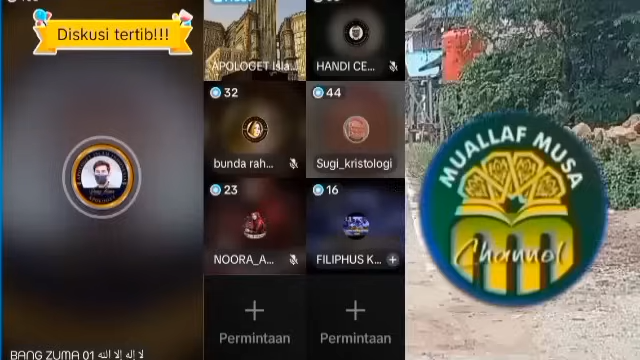 Diskusi tertib!!!
APOLOGET Isla...
HANDI CE...
32
44
bunda rah...
Sugi_kristologi
23
16
NOORA_A...
FILIPHUS K...
Permintaan
Permintaan
BANG ZUMA 01 لا إله إلا الله
MUALLAF MUSA
Channel